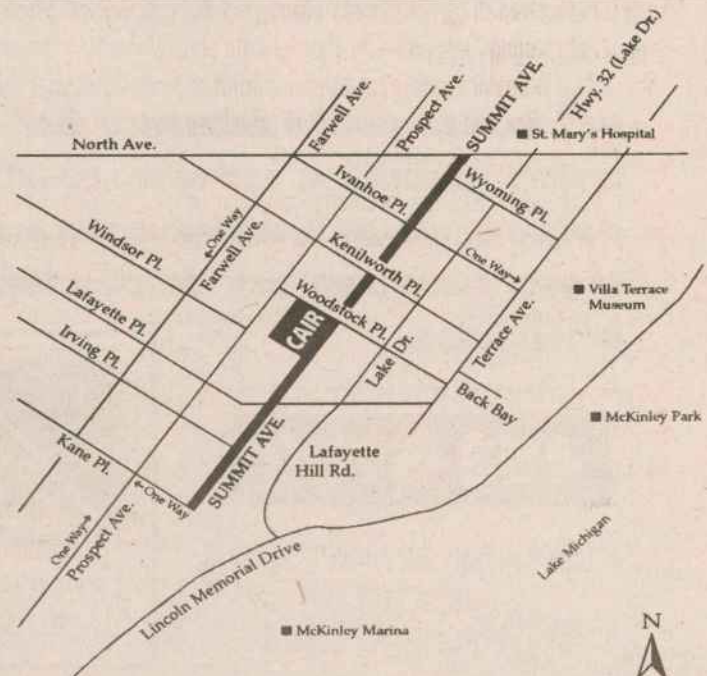 North Ave.
Farwell Ave.
Prospect Ave.
SUMMIT AVE.
Hwy. 32 (Lake Dr.)
St. Mary's Hospital
Ivanhoe Pl.
Wyoming Pl.
Windsor Pl.
←One Way
Farwell Ave.
Kenilworth Pl.
One Way→
Lafayette Pl.
Woodstock Pl.
Villa Terrace
Museum
Irving Pl.
CAIR
Lake Dr.
Terrace Ave.
Back Bay
McKinley Park
Kane Pl.
←One Way
SUMMIT AVE.
Lafayette
Hill Rd.
One Way→
Prospect Ave.
Lincoln Memorial Drive
Lake Michigan
McKinley Marina
N